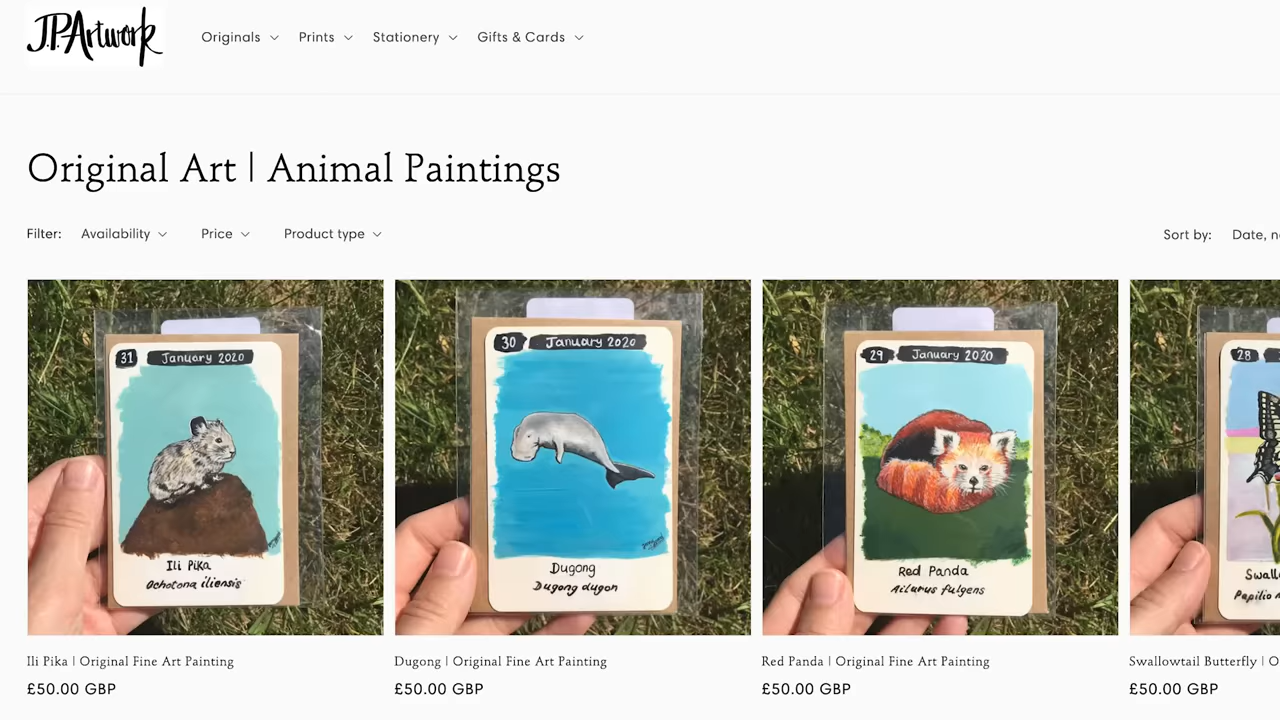 J.P.Artwork
Originals Prints Stationery Gifts & Cards
Original Art | Animal Paintings
Filter: Availability Price Product type
Sort by: Date, n
31 January 2020
Ili Pika
Ochotona iliensis
30 January 2020
Dugong
Dugong dugon
29 January 2020
Red Panda
Ailurus fulgens
28
Swall
Papilio
Ili Pika | Original Fine Art Painting
£50.00 GBP
Dugong | Original Fine Art Painting
£50.00 GBP
Red Panda | Original Fine Art Painting
£50.00 GBP
Swallowtail Butterfly | O
£50.00 GBP